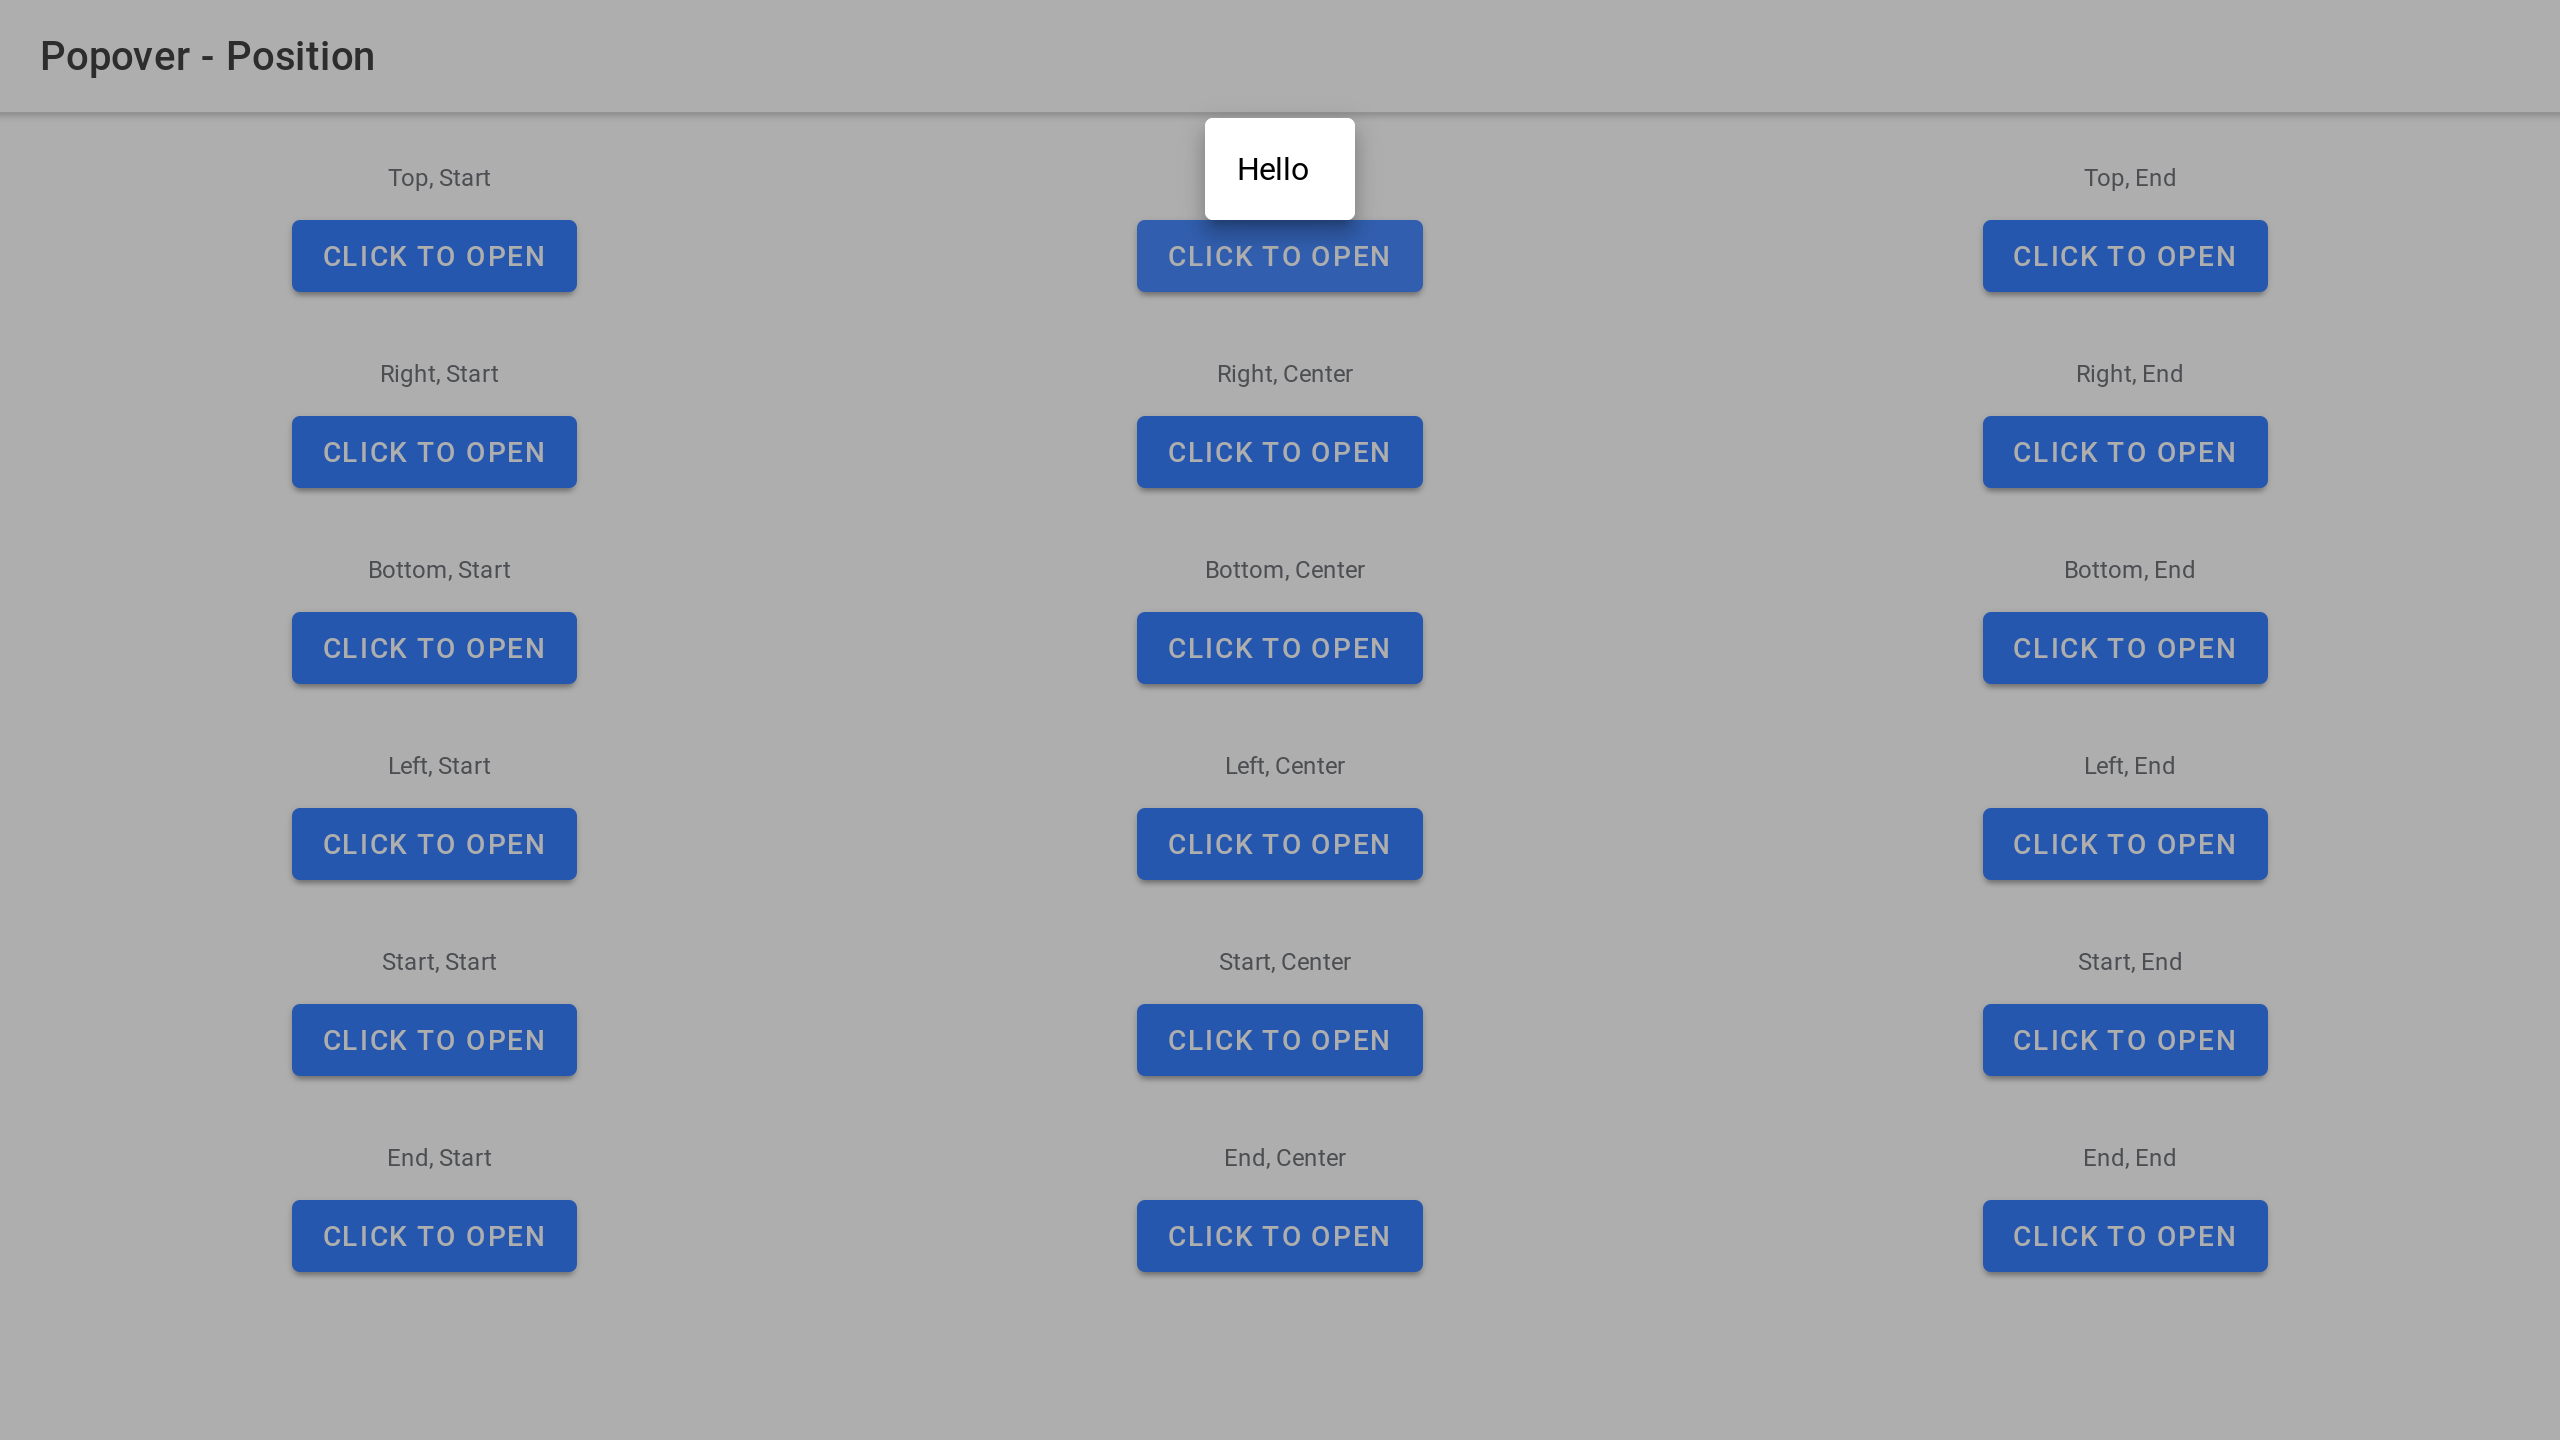 Popover - Position
Hello
Top, Start
Top, End
CLICK TO OPEN
CLICK TO OPEN
CLICK TO OPEN
Right, Start
Right, Center
Right, End
CLICK TO OPEN
CLICK TO OPEN
CLICK TO OPEN
Bottom, Start
Bottom, Center
Bottom, End
CLICK TO OPEN
CLICK TO OPEN
CLICK TO OPEN
Left, Start
Left, Center
Left, End
CLICK TO OPEN
CLICK TO OPEN
CLICK TO OPEN
Start, Start
Start, Center
Start, End
CLICK TO OPEN
CLICK TO OPEN
CLICK TO OPEN
End, Start
End, Center
End, End
CLICK TO OPEN
CLICK TO OPEN
CLICK TO OPEN